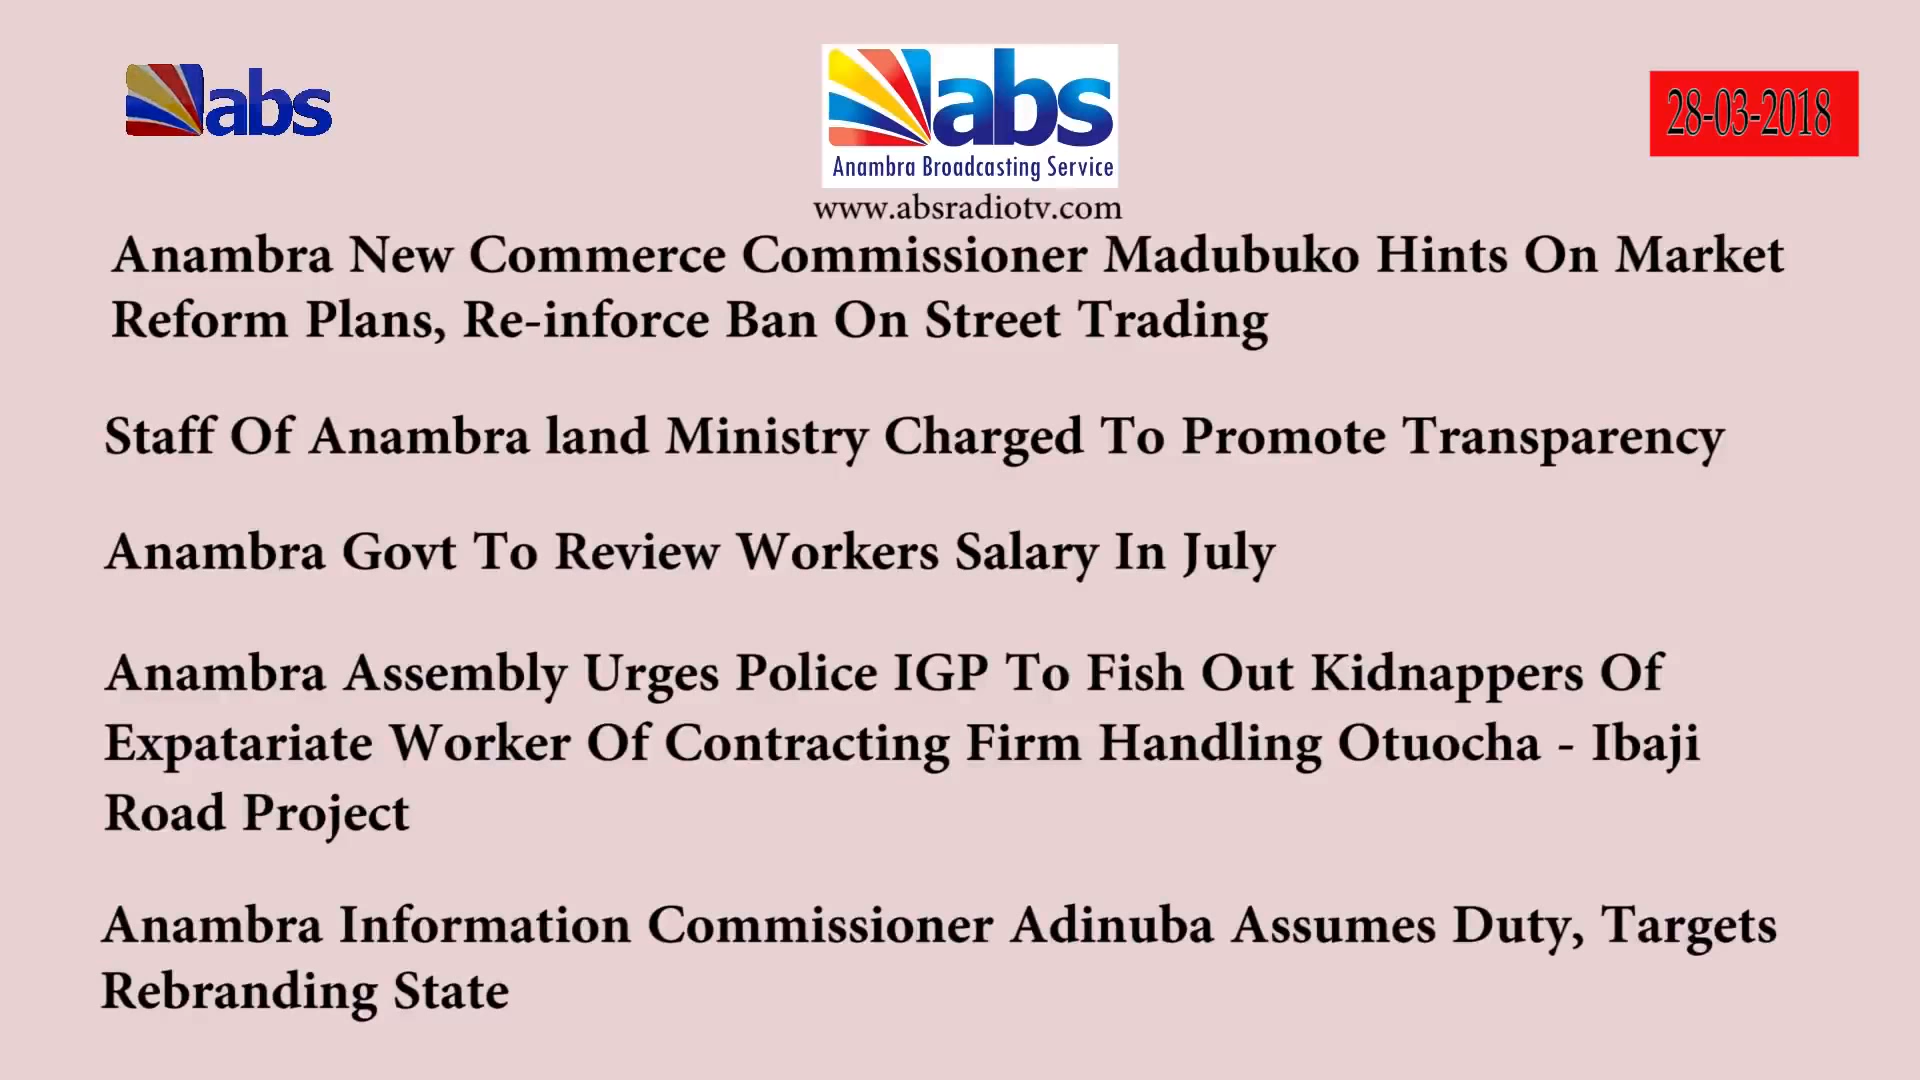 abs
abs
Anambra Broadcasting Service
28-03-2018
www.absradiotv.com
Anambra New Commerce Commissioner Madubuko Hints On Market
Reform Plans, Re-inforce Ban On Street Trading
Staff Of Anambra land Ministry Charged To Promote Transparency
Anambra Govt To Review Workers Salary In July
Anambra Assembly Urges Police IGP To Fish Out Kidnappers Of
Expatariate Worker Of Contracting Firm Handling Otuocha - Ibaji
Road Project
Anambra Information Commissioner Adinuba Assumes Duty, Targets
Rebranding State